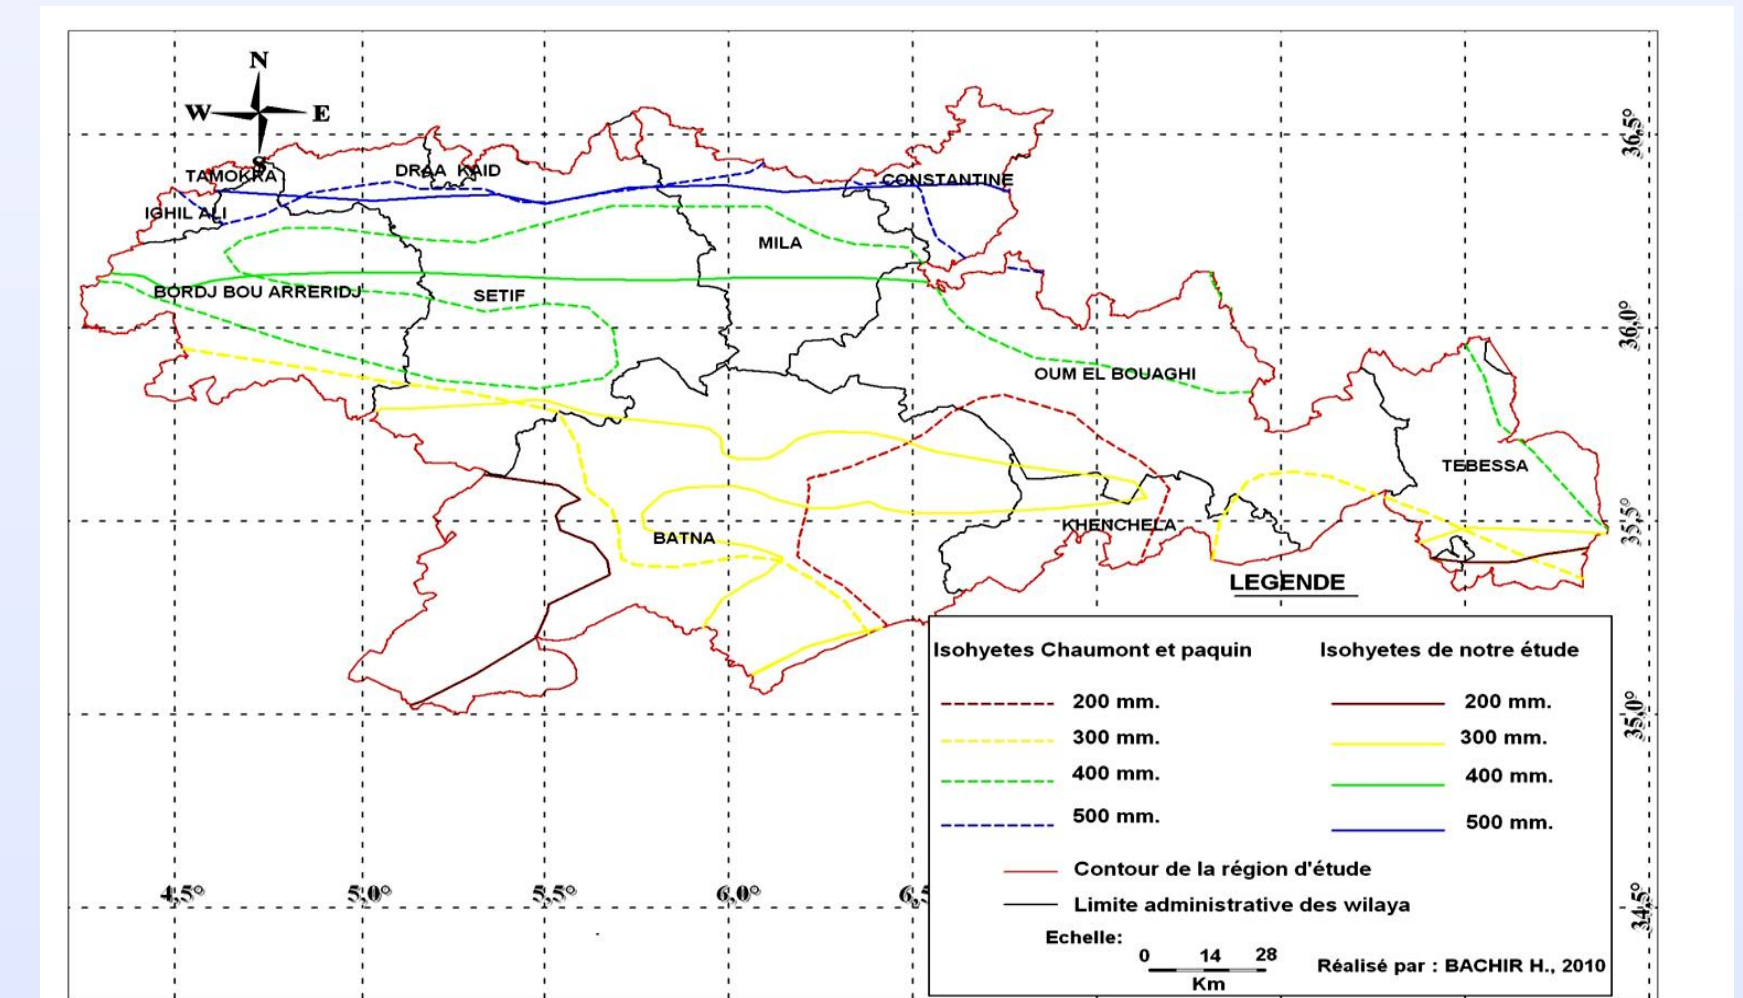 N
W E
S
TAMOKRA
DRAA KAID
CONSTANTINE
IGHIL ALI
MILA
BORDJ BOU ARRERIDJ
SETIF
OUM EL BOUAGHI
TEBESSA
KHENCHELA
BATNA
36,5°
36,0°
35,5°
35,0°
34,5°
4,5° 5,0° 5,5° 6,0° 6,5
LEGENDE
Isohyetes Chaumont et paquin Isohyetes de notre étude
200 mm. 200 mm.
300 mm. 300 mm.
400 mm. 400 mm.
500 mm. 500 mm.
Contour de la région d'étude
Limite administrative des wilaya
Echelle:
0 14 28
Km
Réalisé par : BACHIR H., 2010